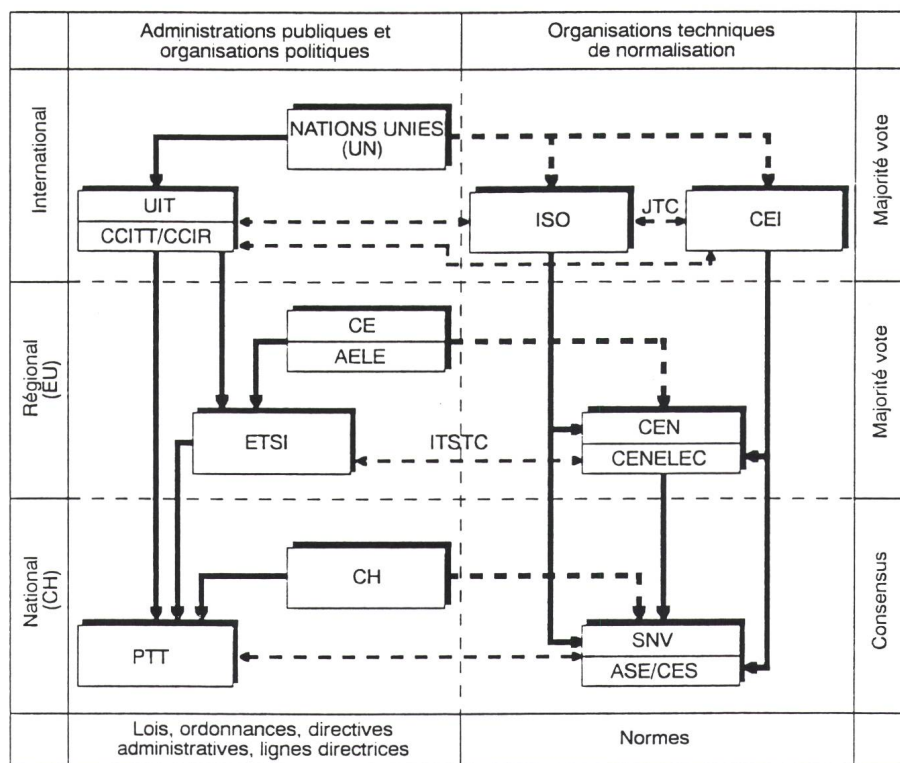 Administrations publiques et
organisations politiques
Organisations techniques
de normalisation
International
NATIONS UNIES
(UN)
UIT
CCITT/CCIR
ISO
JTC
CEI
Majorité vote
Régional
(EU)
CE
AELE
ETSI
ITSTC
CEN
CENELEC
Majorité vote
National
(CH)
CH
PTT
SNV
ASE/CES
Consensus
Lois, ordonnances, directives
administratives, lignes directrices
Normes